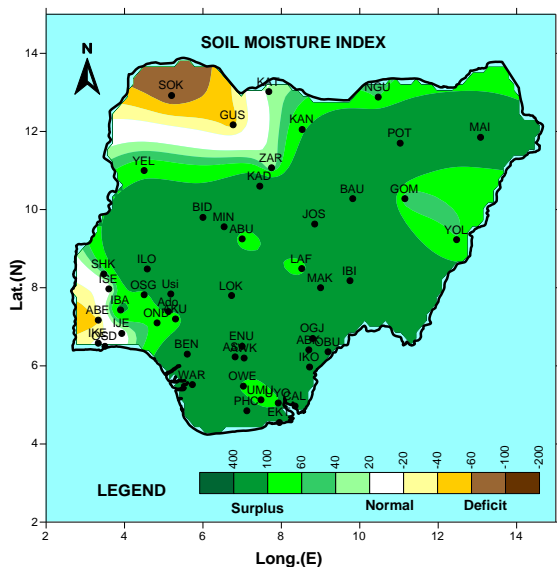 14
12
10
8
6
4
2
Lat.(N)
SOIL MOISTURE INDEX
N
SOK
KAT
NGU
GUS
KAN
MAI
POT
YEL
ZAR
KAD
BAU
GOM
BID
MIN
ABU
JOS
YOL
SHK
ILO
LAF
IBI
ISE
OSG
Usi
LOK
MAK
IBA
Ado
ABE
OND
AKU
IJE
IKE
OSD
BEN
ENU
OGJ
OBU
IKO
WAR
OWE
UMU
UYO
CAL
PHC
EK
400
100
60
40
20
-20
-40
-60
-100
-200
LEGEND
Surplus
Normal
Deficit
2
4
6
8
10
12
14
Long.(E)